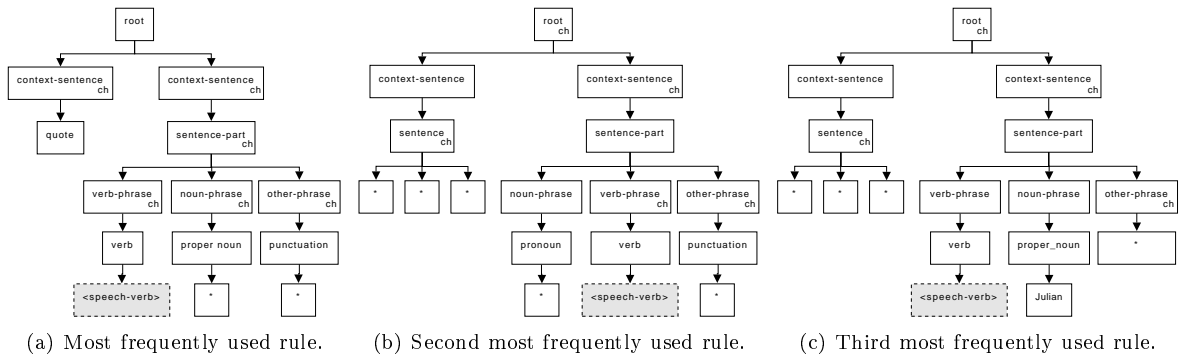 root
context-sentence
ch
context-sentence
ch
quote
sentence-part
ch
verb-phrase
ch
noun-phrase
ch
other-phrase
ch
verb
proper noun
punctuation
<speech-verb>
*
*
(a) Most frequently used rule.
root
ch
context-sentence
context-sentence
ch
sentence
ch
sentence-part
*
*
*
noun-phrase
verb-phrase
ch
other-phrase
ch
pronoun
verb
punctuation
*
<speech-verb>
*
(b) Second most frequently used rule.
root
ch
context-sentence
context-sentence
ch
sentence
ch
sentence-part
*
*
*
verb-phrase
noun-phrase
other-phrase
ch
verb
proper_noun
*
<speech-verb>
Julian
(c) Third most frequently used rule.